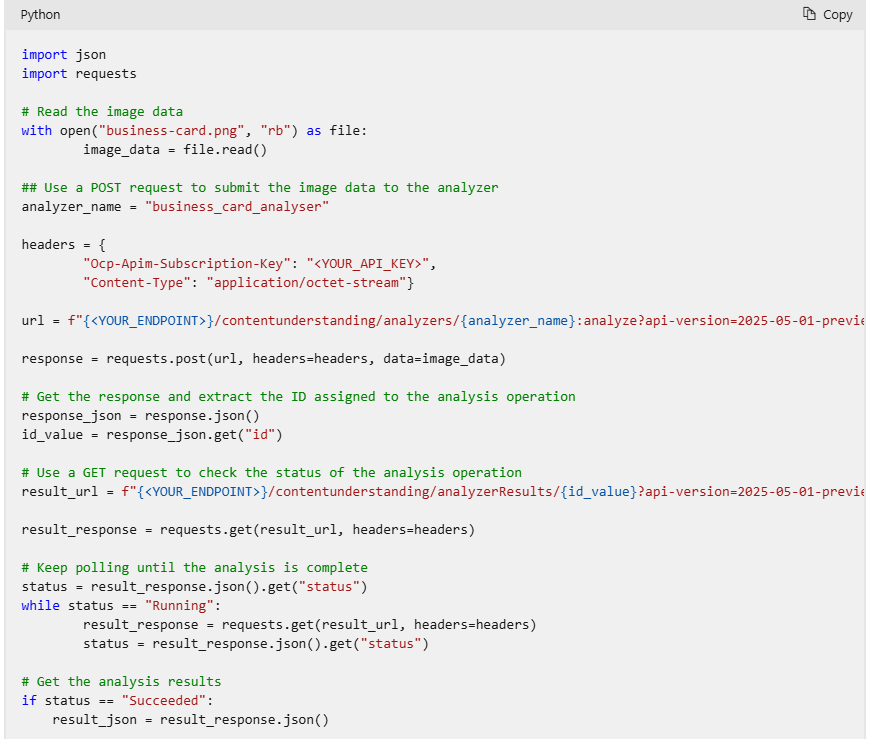 Python
Copy
import json
import requests
# Read the image data
with open("business-card.png", "rb") as file:
        image_data = file.read()
## Use a POST request to submit the image data to the analyzer
analyzer_name = "business_card_analyser"
headers = {
        "Ocp-Apim-Subscription-Key": "<YOUR_API_KEY>",
        "Content-Type": "application/octet-stream"}
url = f"{<YOUR_ENDPOINT>}/contentunderstanding/analyzers/{analyzer_name}:analyze?api-version=2025-05-01-previe
response = requests.post(url, headers=headers, data=image_data)
# Get the response and extract the ID assigned to the analysis operation
response_json = response.json()
id_value = response_json.get("id")
# Use a GET request to check the status of the analysis operation
result_url = f"{<YOUR_ENDPOINT>}/contentunderstanding/analyzerResults/{id_value}?api-version=2025-05-01-previe
result_response = requests.get(result_url, headers=headers)
# Keep polling until the analysis is complete
status = result_response.json().get("status")
while status == "Running":
        result_response = requests.get(result_url, headers=headers)
        status = result_response.json().get("status")
# Get the analysis results
if status == "Succeeded":
    result_json = result_response.json()